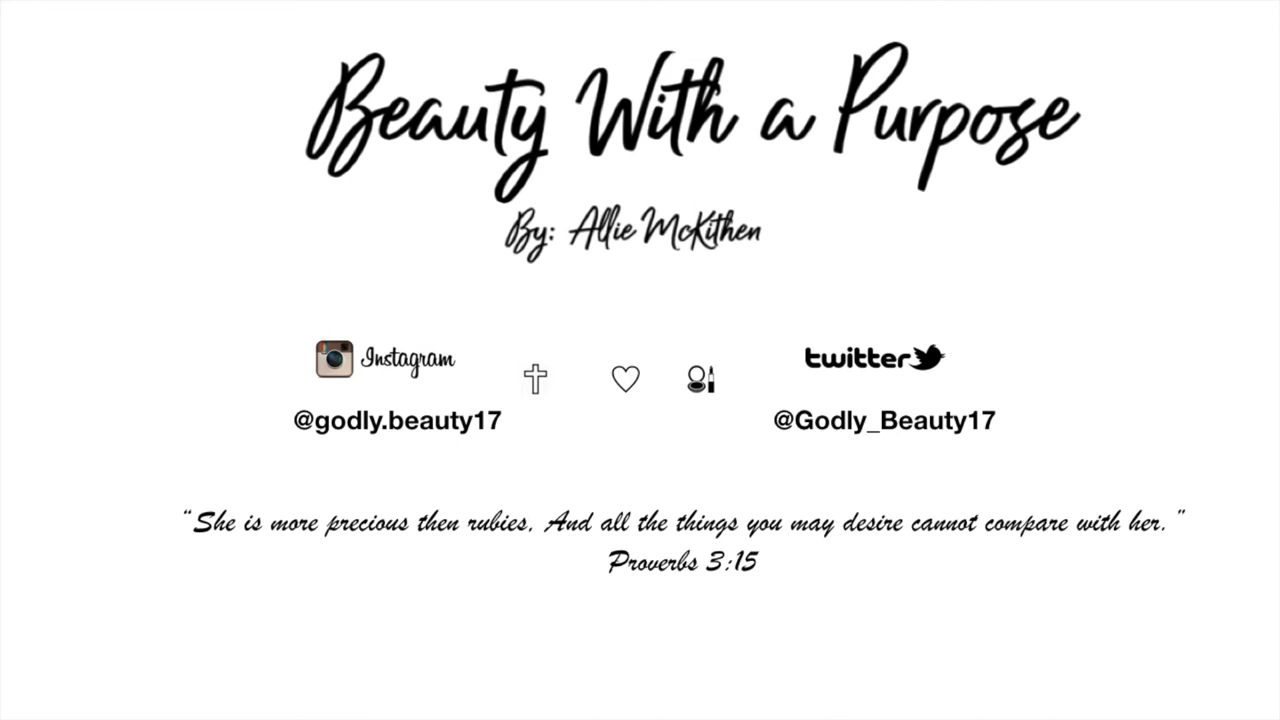 Beauty With a Purpose
By: Allie McKithen
Instagram
twitter
@godly.beauty17
@Godly_Beauty17
"She is more precious then rubies, And all the things you may desire cannot compare with her."
Proverbs 3:15